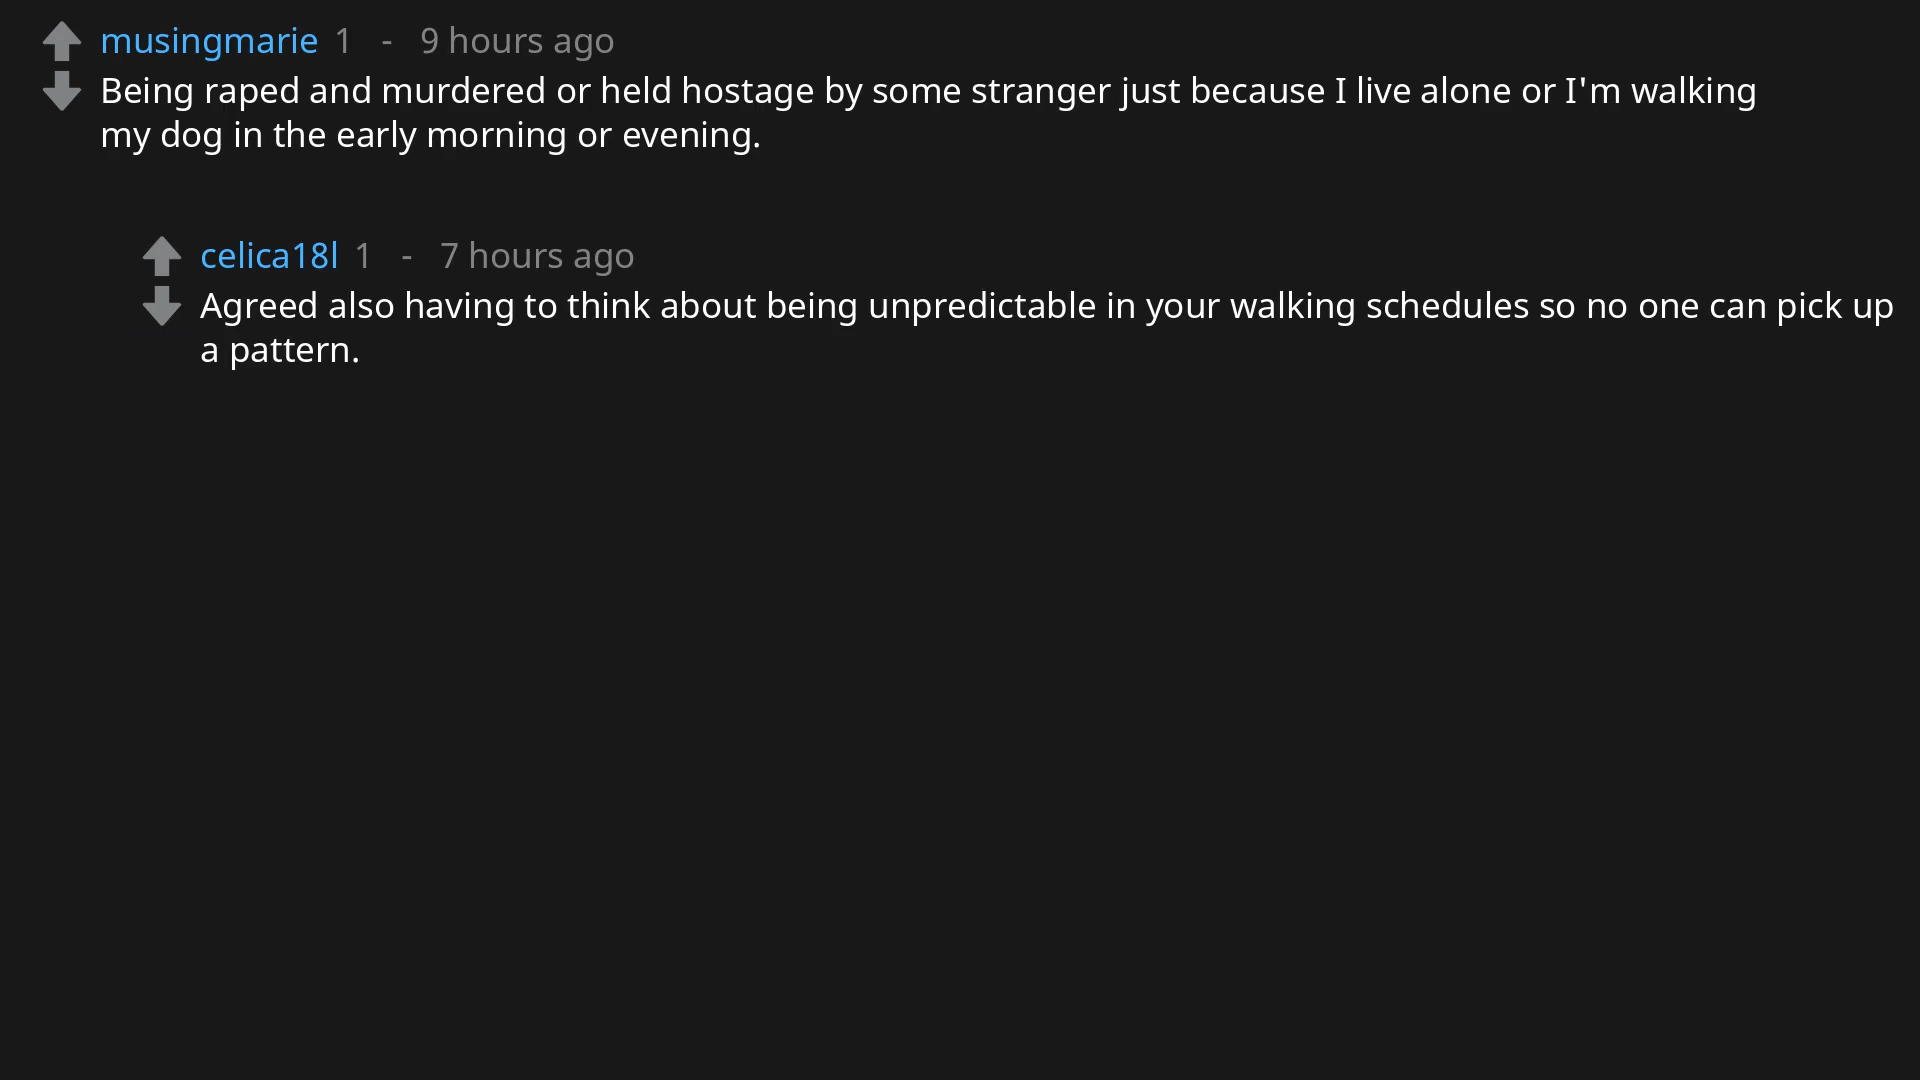 musingmarie 1 - 9 hours ago
Being raped and murdered or held hostage by some stranger just because I live alone or I'm walking
my dog in the early morning or evening.
celica18l 1 - 7 hours ago
Agreed also having to think about being unpredictable in your walking schedules so no one can pick up
a pattern.